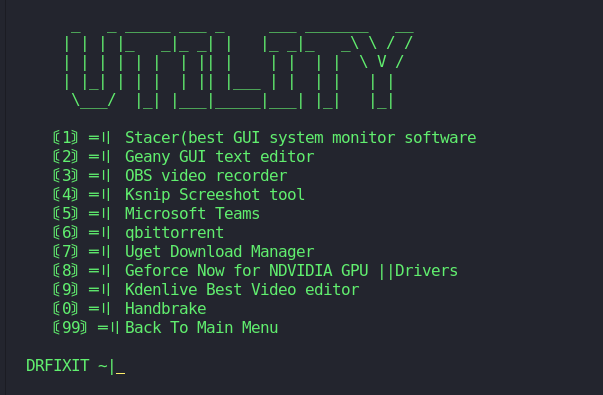 UTILITY
〘1〙 ═╣ Stacer(best GUI system monitor software
〘2〙 ═╣ Geany GUI text editor
〘3〙 ═╣ OBS video recorder
〘4〙 ═╣ Ksnip Screeshot tool
〘5〙 ═╣ Microsoft Teams
〘6〙 ═╣ qbittorrent
〘7〙 ═╣ Uget Download Manager
〘8〙 ═╣ Geforce Now for NDVIDIA GPU ||Drivers
〘9〙 ═╣ Kdenlive Best Video editor
〘0〙 ═╣ Handbrake
〘99〙 ═╣Back To Main Menu
DRFIXIT ~|_